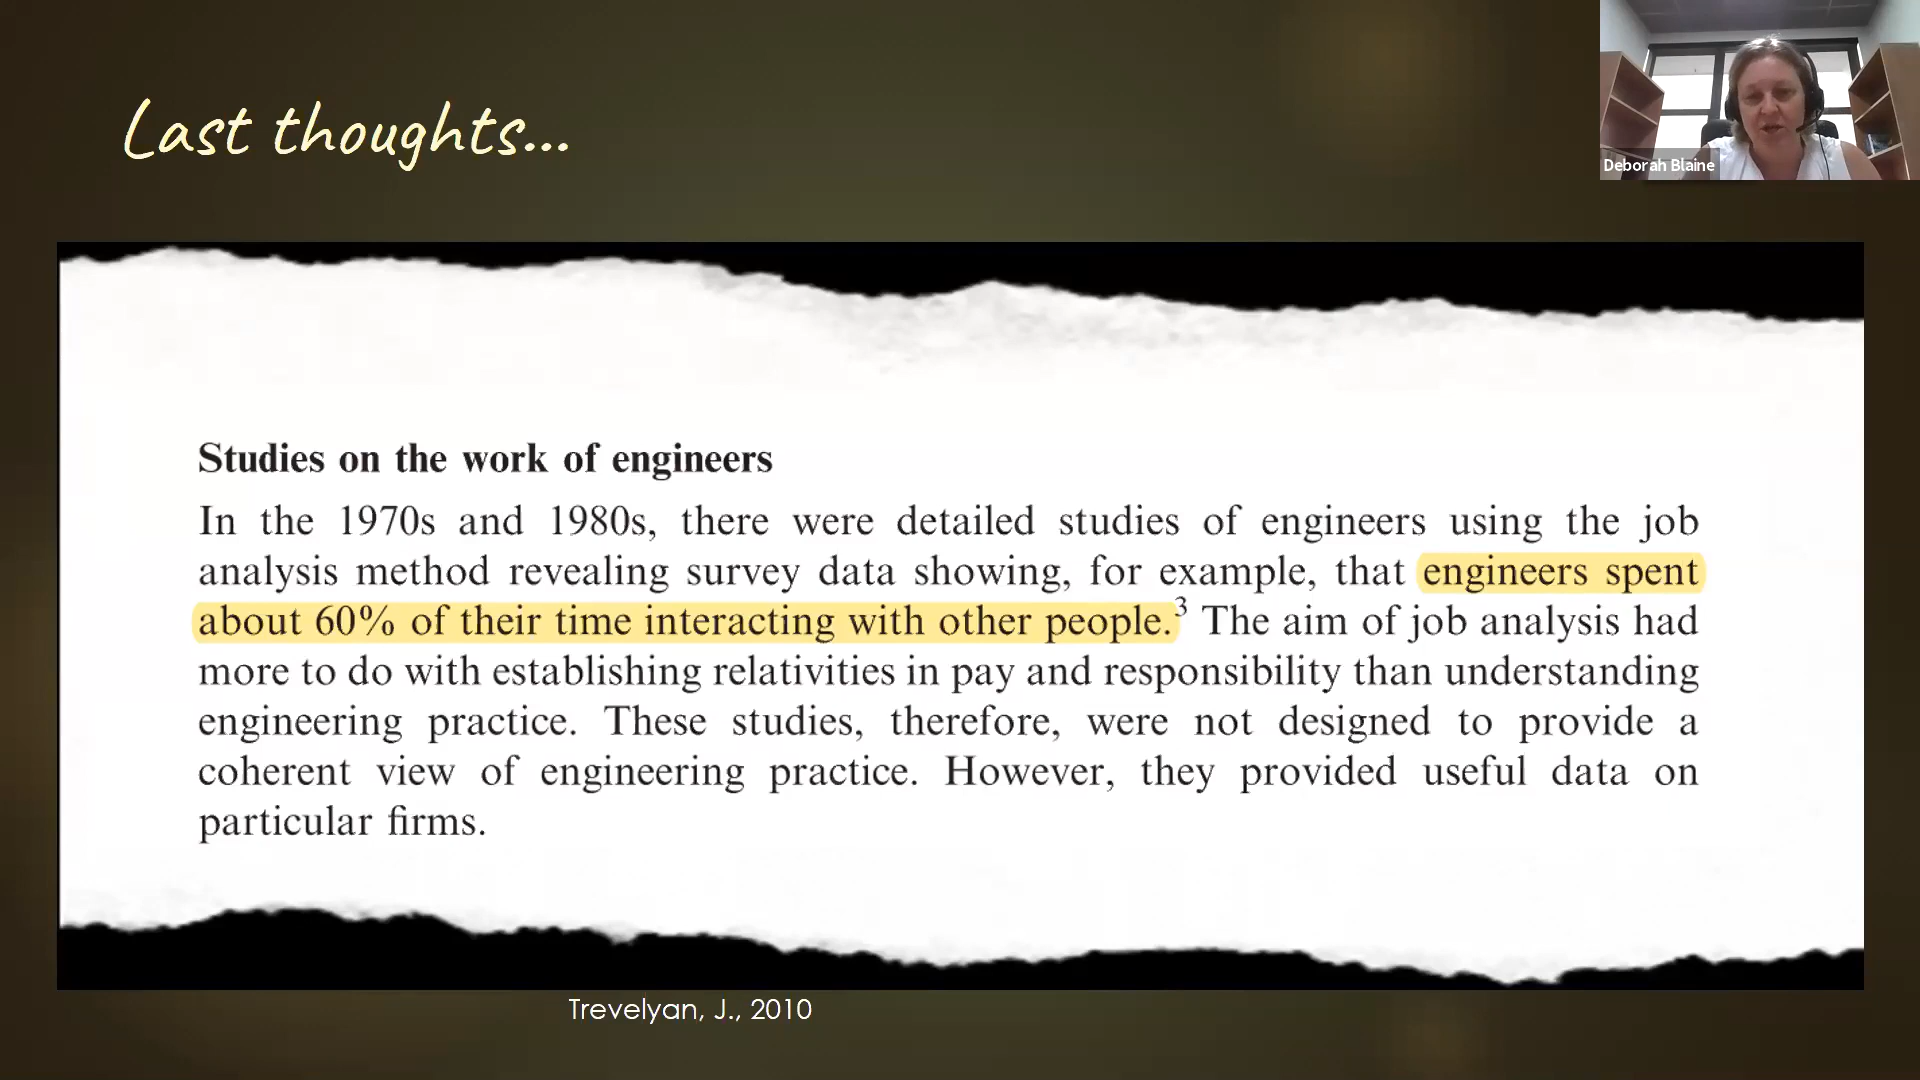 Last thoughts...
Deborah Blaine
Studies on the work of engineers
In the 1970s and 1980s, there were detailed studies of engineers using the job
analysis method revealing survey data showing, for example, that engineers spent
about 60% of their time interacting with other people.3 The aim of job analysis had
more to do with establishing relativities in pay and responsibility than understanding
engineering practice. These studies, therefore, were not designed to provide a
coherent view of engineering practice. However, they provided useful data on
particular firms.
Trevelyan, J., 2010